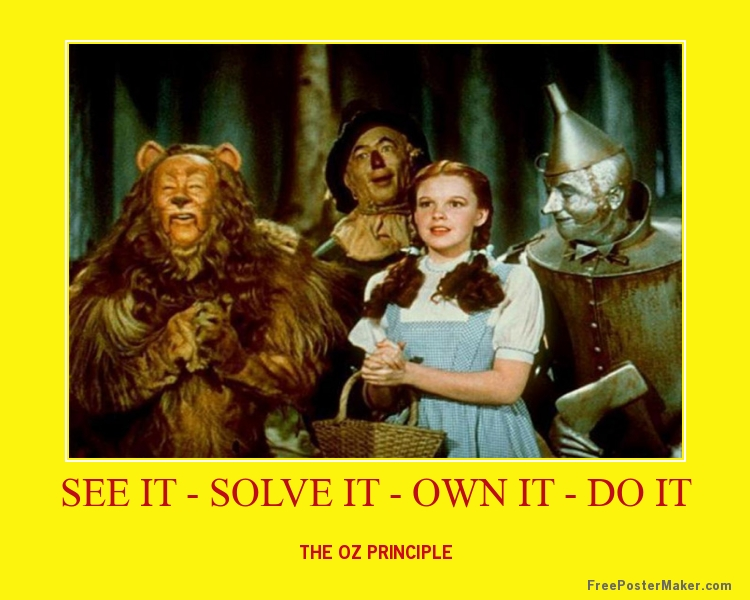 SEE IT - SOLVE IT - OWN IT - DO IT
THE OZ PRINCIPLE
FreePosterMaker.com